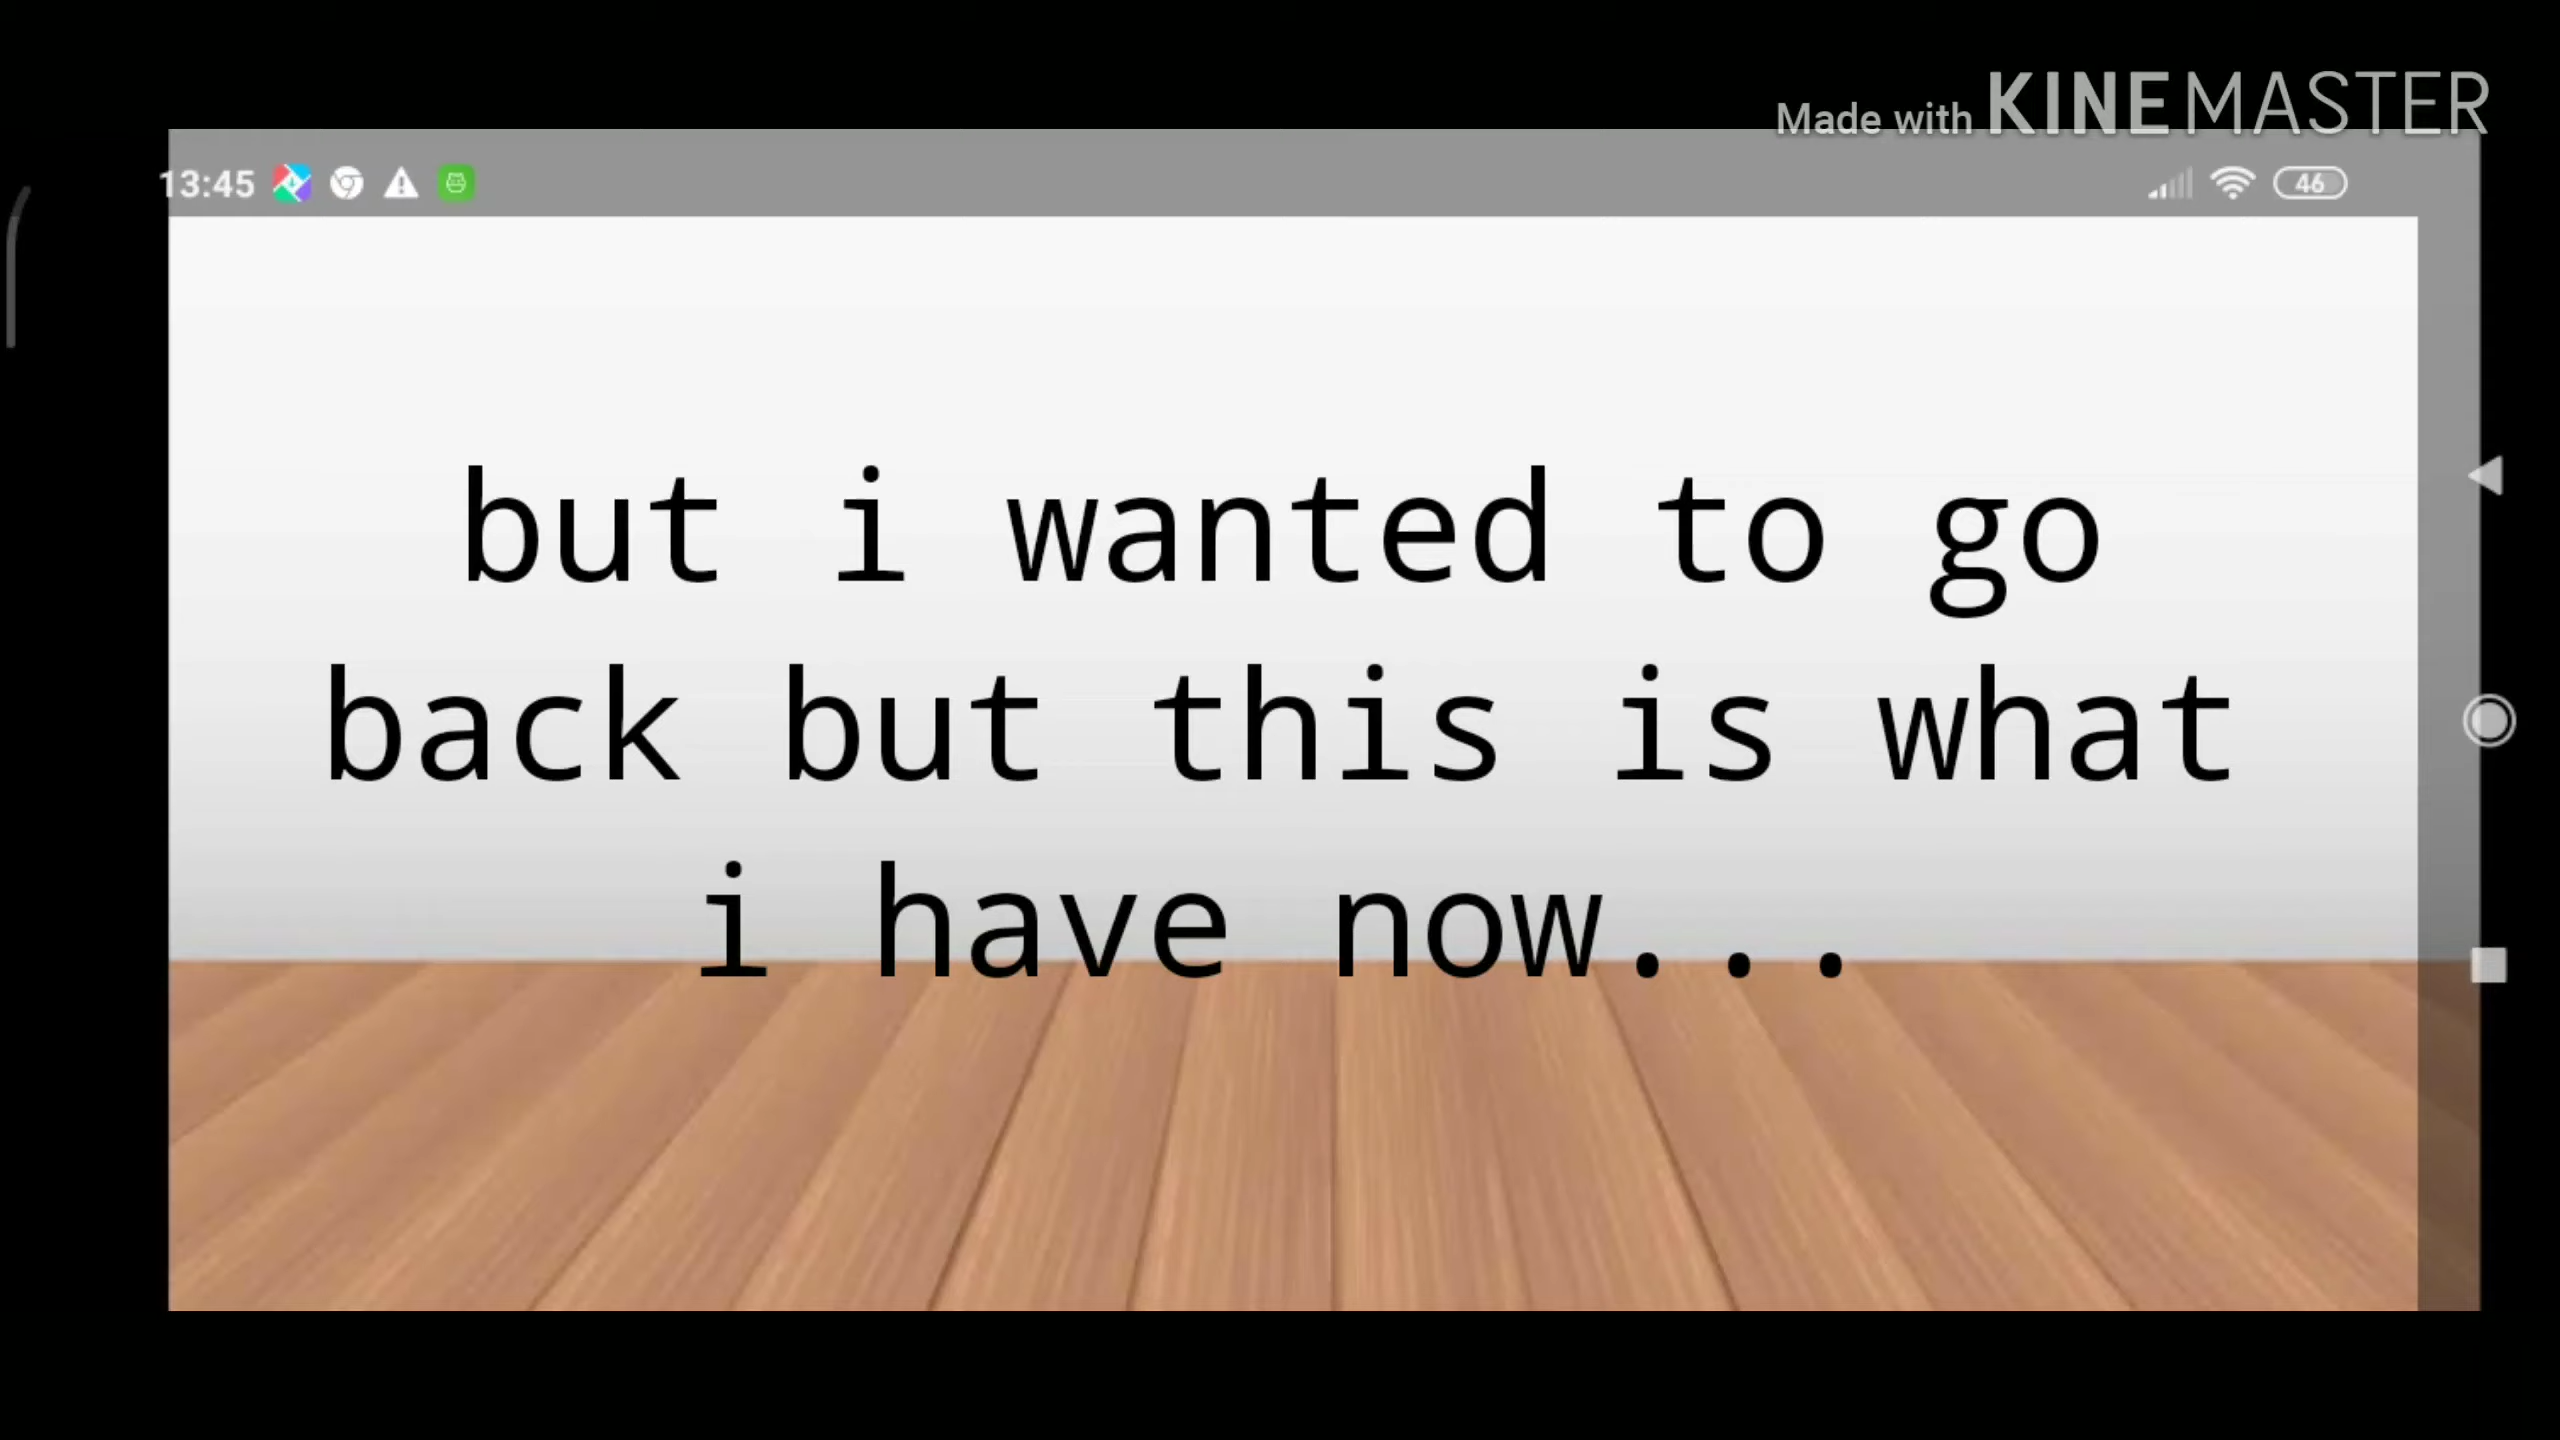 Made with KINEMASTER
13:45
46
but i wanted to go
back but this is what
i have now...